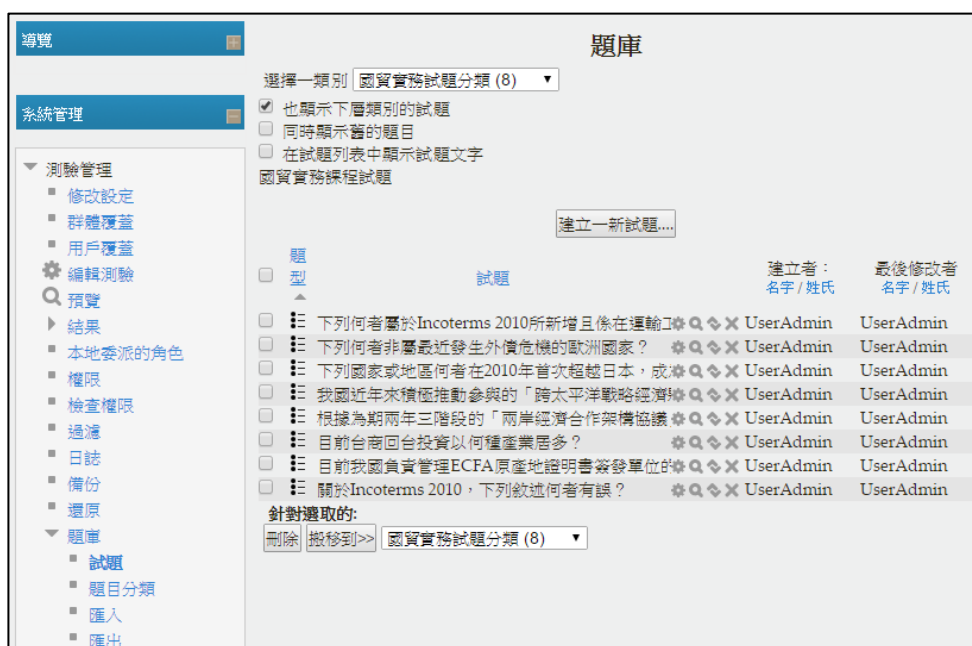 導覽
系統管理
測驗管理
修改設定
群體覆蓋
用戶覆蓋
編輯測驗
預覽
結果
本地委派的角色
權限
檢查權限
過濾
日誌
備份
還原
題庫
試題
題目分類
匯入
匯出
題庫
選擇一類別 國貿實務試題分類 (8)
也顯示下層類別的試題
同時顯示舊的題目
在試題列表中顯示試題文字
國貿實務課程試題
建立一新試題....
題型 試題 建立者： 名字 / 姓氏 最後修改者 名字 / 姓氏
下列何者屬於Incoterms 2010所新增且係在運輸 UserAdmin UserAdmin
下列何者非屬最近發生外債危機的歐洲國家？ UserAdmin UserAdmin
下列國家或地區何者在2010年首次超越日本，成 UserAdmin UserAdmin
我國近年來積極推動參與的「跨太平洋戰略經濟 UserAdmin UserAdmin
根據為期兩年三階段的「兩岸經濟合作架構協議 UserAdmin UserAdmin
目前台商回台投資以何種產業居多？ UserAdmin UserAdmin
目前我國負責管理ECFA原產地證明書簽發單位的 UserAdmin UserAdmin
關於Incoterms 2010，下列敘述何者有誤？ UserAdmin UserAdmin
針對選取的:
刪除 搬移到>> 國貿實務試題分類 (8)